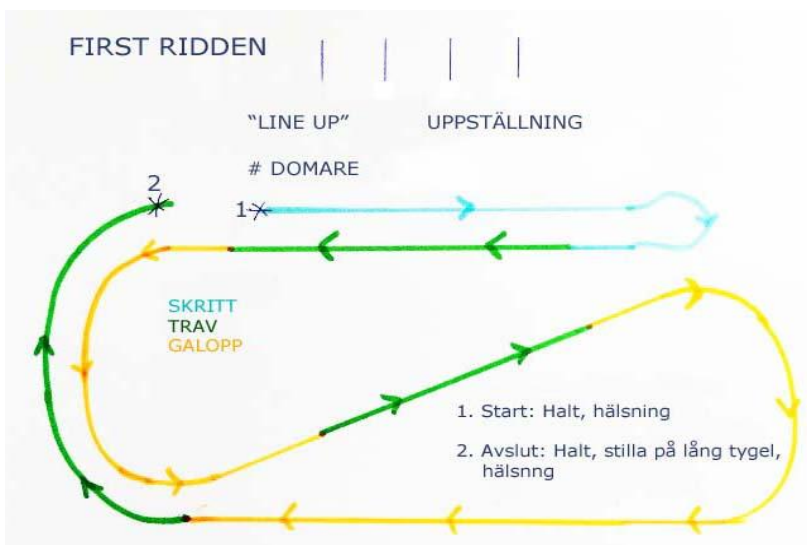 FIRST RIDDEN
"LINE UP" UPPSTÄLLNING
# DOMARE
2
1
SKRITT
TRAV
GALOPP
1. Start: Halt, hälsning
2. Avslut: Halt, stilla på lång tygel,
hälsnng